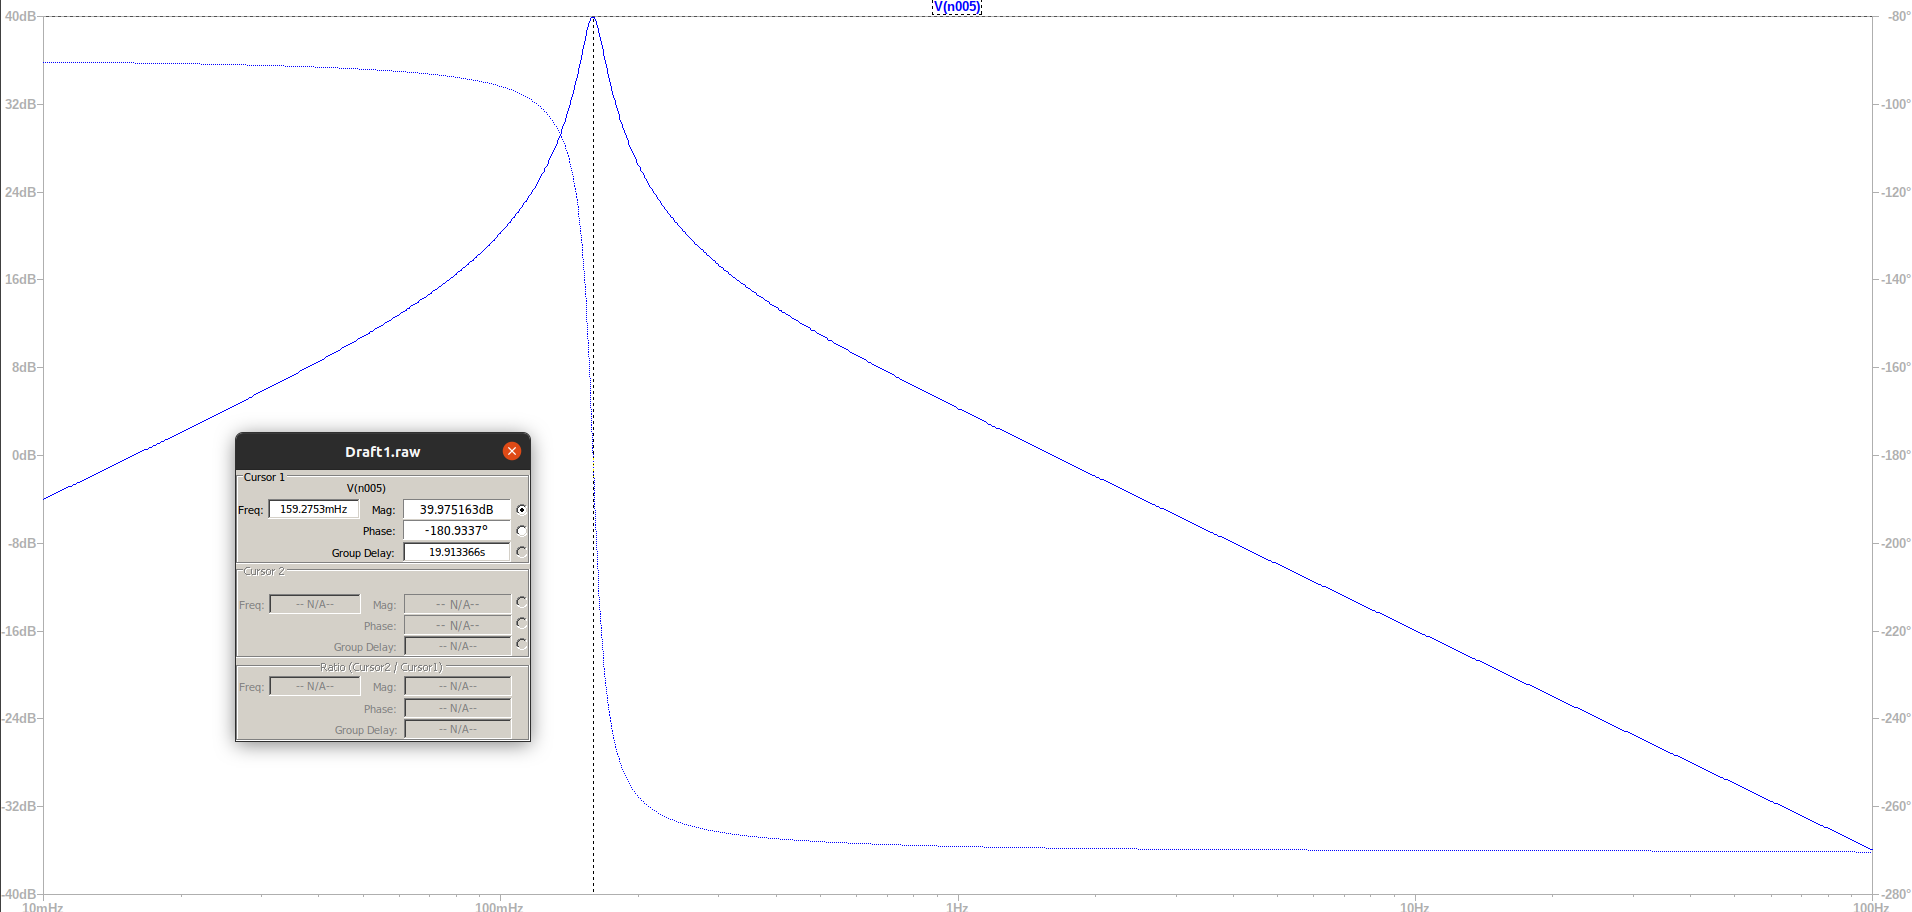 V(n005)
40dB
32dB
24dB
16dB
8dB
0dB
-8dB
-16dB
-24dB
-32dB
-40dB
-80°
-100°
-120°
-140°
-160°
-180°
-200°
-220°
-240°
-260°
-280°
10mHz
100mHz
1Hz
10Hz
100Hz
Draft1.raw
Cursor 1
V(n005)
Freq: 159.2753mHz Mag: 39.975163dB
Phase: -180.9337°
Group Delay: 19.913366s
Cursor 2
Freq: -- N/A-- Mag: -- N/A--
Phase: -- N/A--
Group Delay: -- N/A--
Ratio (Cursor2 / Cursor1)
Freq: -- N/A-- Mag: -- N/A--
Phase: -- N/A--
Group Delay: -- N/A--